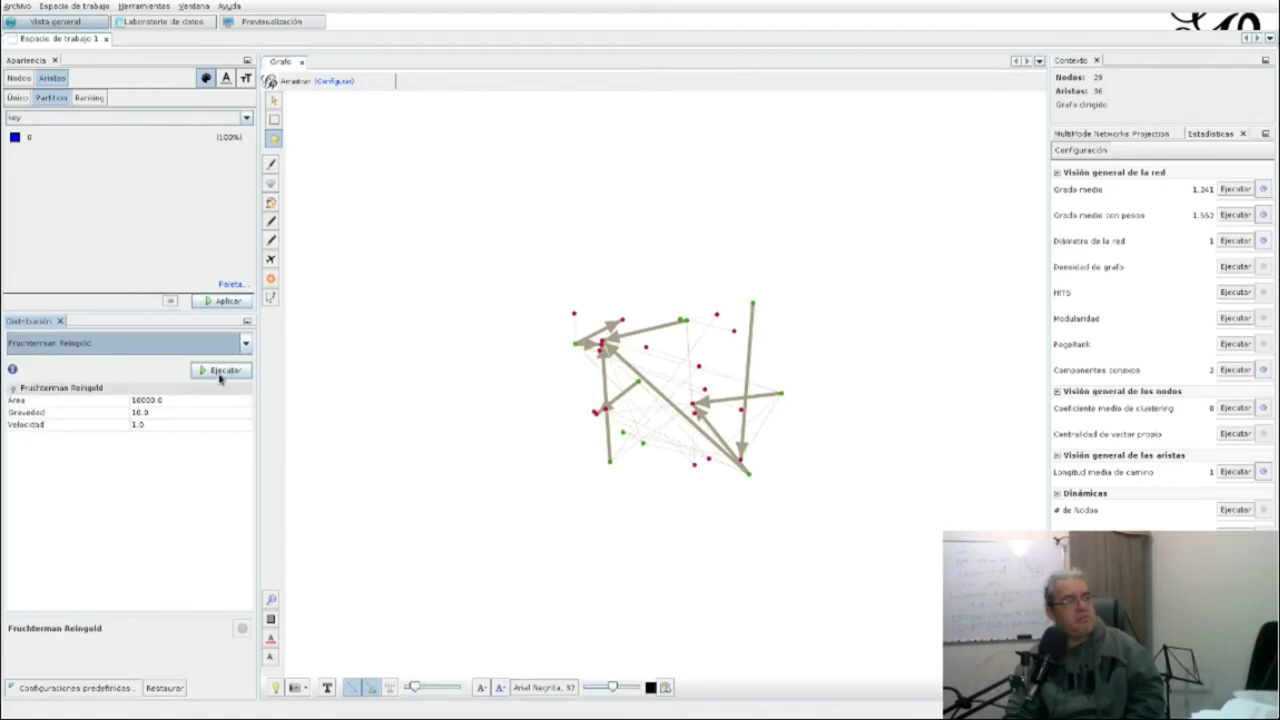 Archivo Espacio de trabajo Herramientas Ventana Ayuda
Vista general Laboratorio de datos Previsualización
Espacio de trabajo 1
Apariencia
Nodos Aristas
Único Partition Ranking
key
0 (100%)
Paleta...
Aplicar
Distribución
Fruchterman Reingold
Ejecutar
Fruchterman Reingold
Área 10000.0
Gravedad 10.0
Velocidad 1.0
Fruchterman Reingold
Configuraciones predefinidas... Restaurar
Grafo
Arrastrar (Configurar)
Arial Negrita, 32
Contexto
Nodos: 29
Aristas: 36
Grafo dirigido
MultiMode Networks Projection Estadísticas
Configuración
Visión general de la red
Grado medio 1.241 Ejecutar
Grado medio con pesos 1.552 Ejecutar
Diámetro de la red 1 Ejecutar
Densidad de grafo Ejecutar
HITS Ejecutar
Modularidad Ejecutar
PageRank Ejecutar
Componentes conexos 2 Ejecutar
Visión general de los nodos
Coeficiente medio de clustering 0 Ejecutar
Centralidad de vector propio Ejecutar
Visión general de las aristas
Longitud media de camino 1 Ejecutar
Dinámicas
# de Nodos Ejecutar